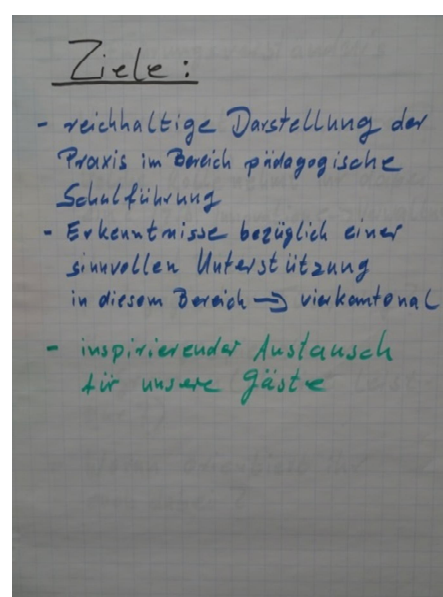 Ziele:
- reichhaltige Darstellung der
Praxis im Bereich pädagogische
Schulführung
- Erkenntnisse bezüglich einer
sinnvollen Unterstützung
in diesem Bereich → vierkantonal
- inspirierender Austausch
für unsere Gäste